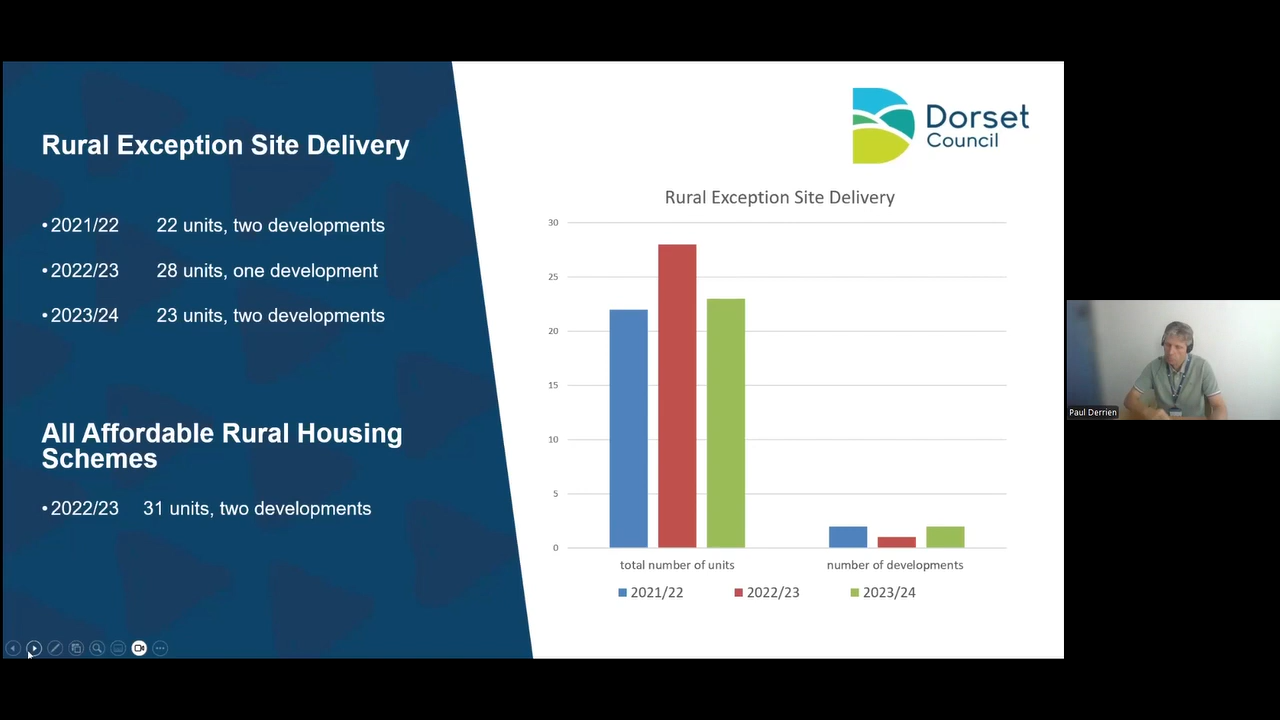 Rural Exception Site Delivery
•2021/22 22 units, two developments
•2022/23 28 units, one development
•2023/24 23 units, two developments
All Affordable Rural Housing
Schemes
•2022/23 31 units, two developments
Dorset
Council
Rural Exception Site Delivery
30
25
20
15
10
5
0
total number of units number of developments
2021/22 2022/23 2023/24
Paul Derrien